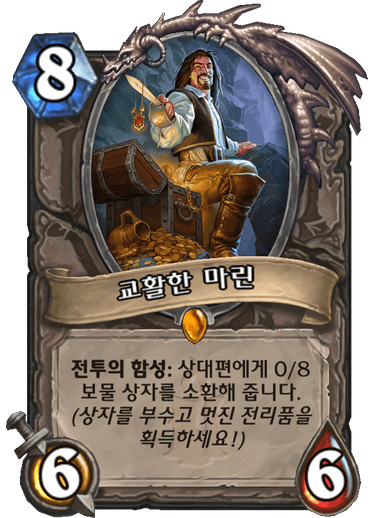 8
교활한 마린
전투의 함성: 상대편에게 0/8
보물 상자를 소환해 줍니다.
(상자를 부수고 멋진 전리품을
획득하세요!)
6
6